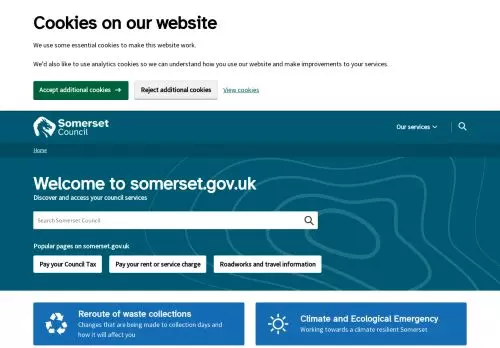 Cookies on our website
We use some essential cookies to make this website work.
We'd also like to use analytics cookies so we can understand how you use our website and make improvements to your services.
Accept additional cookies
Reject additional cookies
View cookies
Somerset
Council
Our services
Home
Welcome to somerset.gov.uk
Discover and access your council services
Search Somerset Council
Popular pages on somerset.gov.uk
Pay your Council Tax
Pay your rent or service charge
Roadworks and travel information
Reroute of waste collections
Changes that are being made to collection days and
how it will affect you
Climate and Ecological Emergency
Working towards a climate resilient Somerset